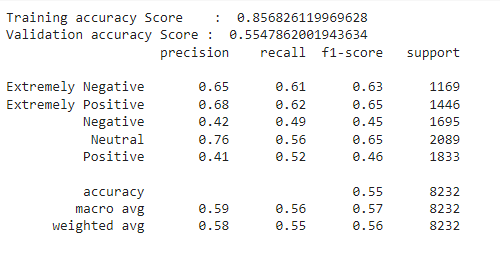 Training accuracy Score    :  0.856826119969628
Validation accuracy Score :  0.5547862001943634
precision    recall  f1-score   support
Extremely Negative       0.65      0.61      0.63      1169
Extremely Positive       0.68      0.62      0.65      1446
Negative       0.42      0.49      0.45      1695
Neutral       0.76      0.56      0.65      2089
Positive       0.41      0.52      0.46      1833
accuracy                           0.55      8232
macro avg       0.59      0.56      0.57      8232
weighted avg       0.58      0.55      0.56      8232